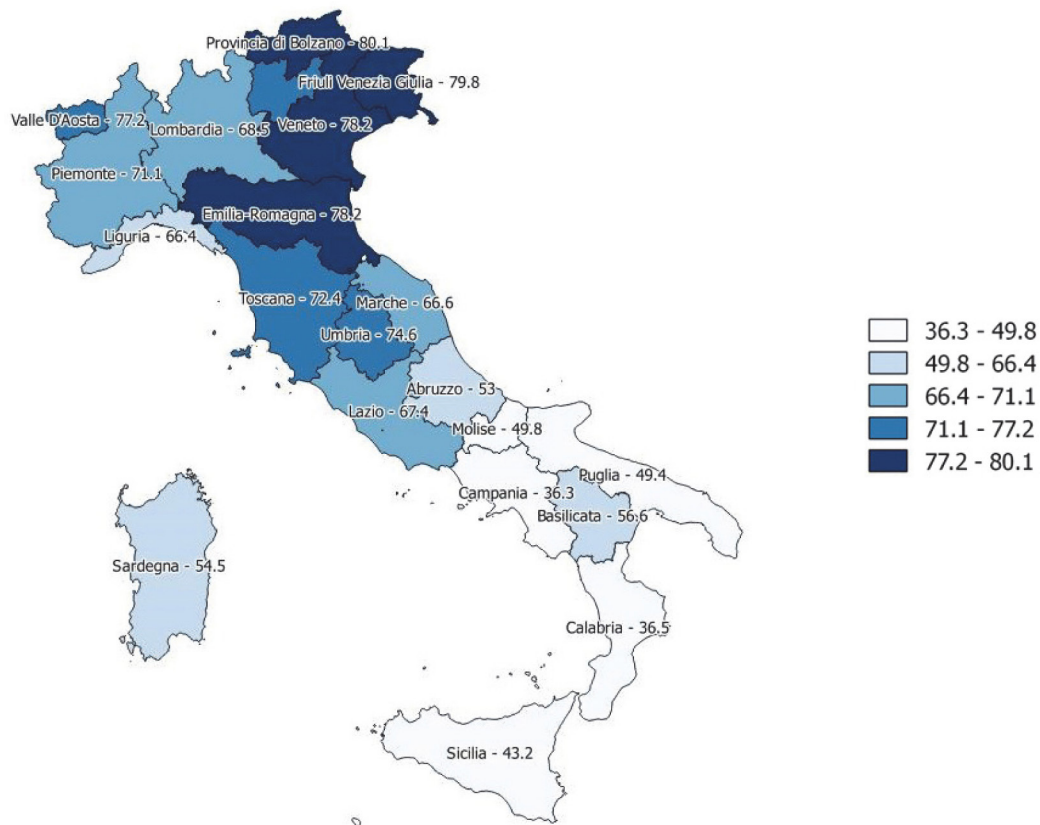 Provincia di Bolzano - 80.1
Friuli Venezia Giulia - 79.8
Valle D'Aosta - 77.2
Lombardia - 68.5
Veneto - 78.2
Piemonte - 71.1
Emilia-Romagna - 78.2
Liguria - 66.4
Toscana - 72.4
Marche - 66.6
Umbria - 74.6
Abruzzo - 53
Lazio - 67.4
Molise - 49.8
Puglia - 49.4
Campania - 36.3
Basilicata - 56.6
Sardegna - 54.5
Calabria - 36.5
Sicilia - 43.2
36.3 - 49.8
49.8 - 66.4
66.4 - 71.1
71.1 - 77.2
77.2 - 80.1